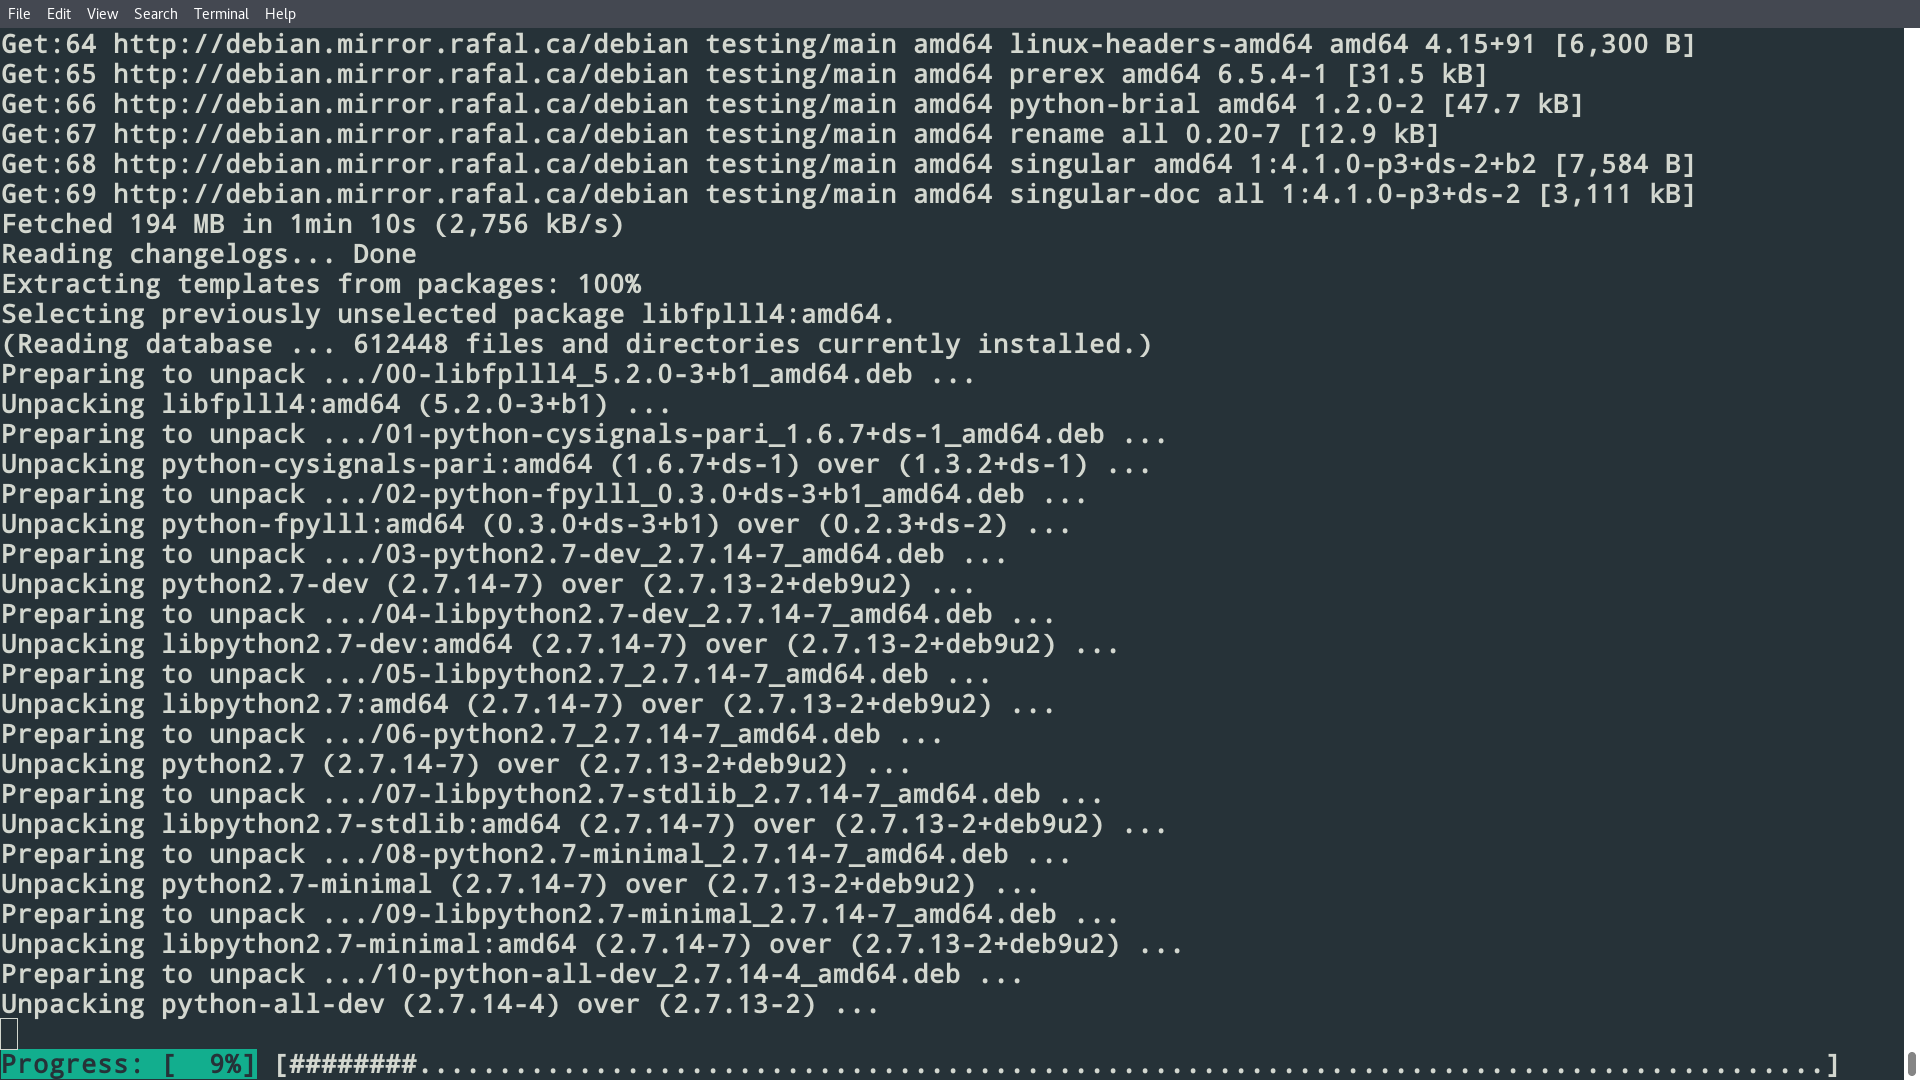 File Edit View Search Terminal Help
Get:64 http://debian.mirror.rafal.ca/debian testing/main amd64 linux-headers-amd64 amd64 4.15+91 [6,300 B]
Get:65 http://debian.mirror.rafal.ca/debian testing/main amd64 prerex amd64 6.5.4-1 [31.5 kB]
Get:66 http://debian.mirror.rafal.ca/debian testing/main amd64 python-brial amd64 1.2.0-2 [47.7 kB]
Get:67 http://debian.mirror.rafal.ca/debian testing/main amd64 rename all 0.20-7 [12.9 kB]
Get:68 http://debian.mirror.rafal.ca/debian testing/main amd64 singular amd64 1:4.1.0-p3+ds-2+b2 [7,584 B]
Get:69 http://debian.mirror.rafal.ca/debian testing/main amd64 singular-doc all 1:4.1.0-p3+ds-2 [3,111 kB]
Fetched 194 MB in 1min 10s (2,756 kB/s)
Reading changelogs... Done
Extracting templates from packages: 100%
Selecting previously unselected package libfplll4:amd64.
(Reading database ... 612448 files and directories currently installed.)
Preparing to unpack .../00-libfplll4_5.2.0-3+b1_amd64.deb ...
Unpacking libfplll4:amd64 (5.2.0-3+b1) ...
Preparing to unpack .../01-python-cysignals-pari_1.6.7+ds-1_amd64.deb ...
Unpacking python-cysignals-pari:amd64 (1.6.7+ds-1) over (1.3.2+ds-1) ...
Preparing to unpack .../02-python-fpylll_0.3.0+ds-3+b1_amd64.deb ...
Unpacking python-fpylll:amd64 (0.3.0+ds-3+b1) over (0.2.3+ds-2) ...
Preparing to unpack .../03-python2.7-dev_2.7.14-7_amd64.deb ...
Unpacking python2.7-dev (2.7.14-7) over (2.7.13-2+deb9u2) ...
Preparing to unpack .../04-libpython2.7-dev_2.7.14-7_amd64.deb ...
Unpacking libpython2.7-dev:amd64 (2.7.14-7) over (2.7.13-2+deb9u2) ...
Preparing to unpack .../05-libpython2.7_2.7.14-7_amd64.deb ...
Unpacking libpython2.7:amd64 (2.7.14-7) over (2.7.13-2+deb9u2) ...
Preparing to unpack .../06-python2.7_2.7.14-7_amd64.deb ...
Unpacking python2.7 (2.7.14-7) over (2.7.13-2+deb9u2) ...
Preparing to unpack .../07-libpython2.7-stdlib_2.7.14-7_amd64.deb ...
Unpacking libpython2.7-stdlib:amd64 (2.7.14-7) over (2.7.13-2+deb9u2) ...
Preparing to unpack .../08-python2.7-minimal_2.7.14-7_amd64.deb ...
Unpacking python2.7-minimal (2.7.14-7) over (2.7.13-2+deb9u2) ...
Preparing to unpack .../09-libpython2.7-minimal_2.7.14-7_amd64.deb ...
Unpacking libpython2.7-minimal:amd64 (2.7.14-7) over (2.7.13-2+deb9u2) ...
Preparing to unpack .../10-python-all-dev_2.7.14-4_amd64.deb ...
Unpacking python-all-dev (2.7.14-4) over (2.7.13-2) ...
Progress: [  9%] [########........................................................................................]